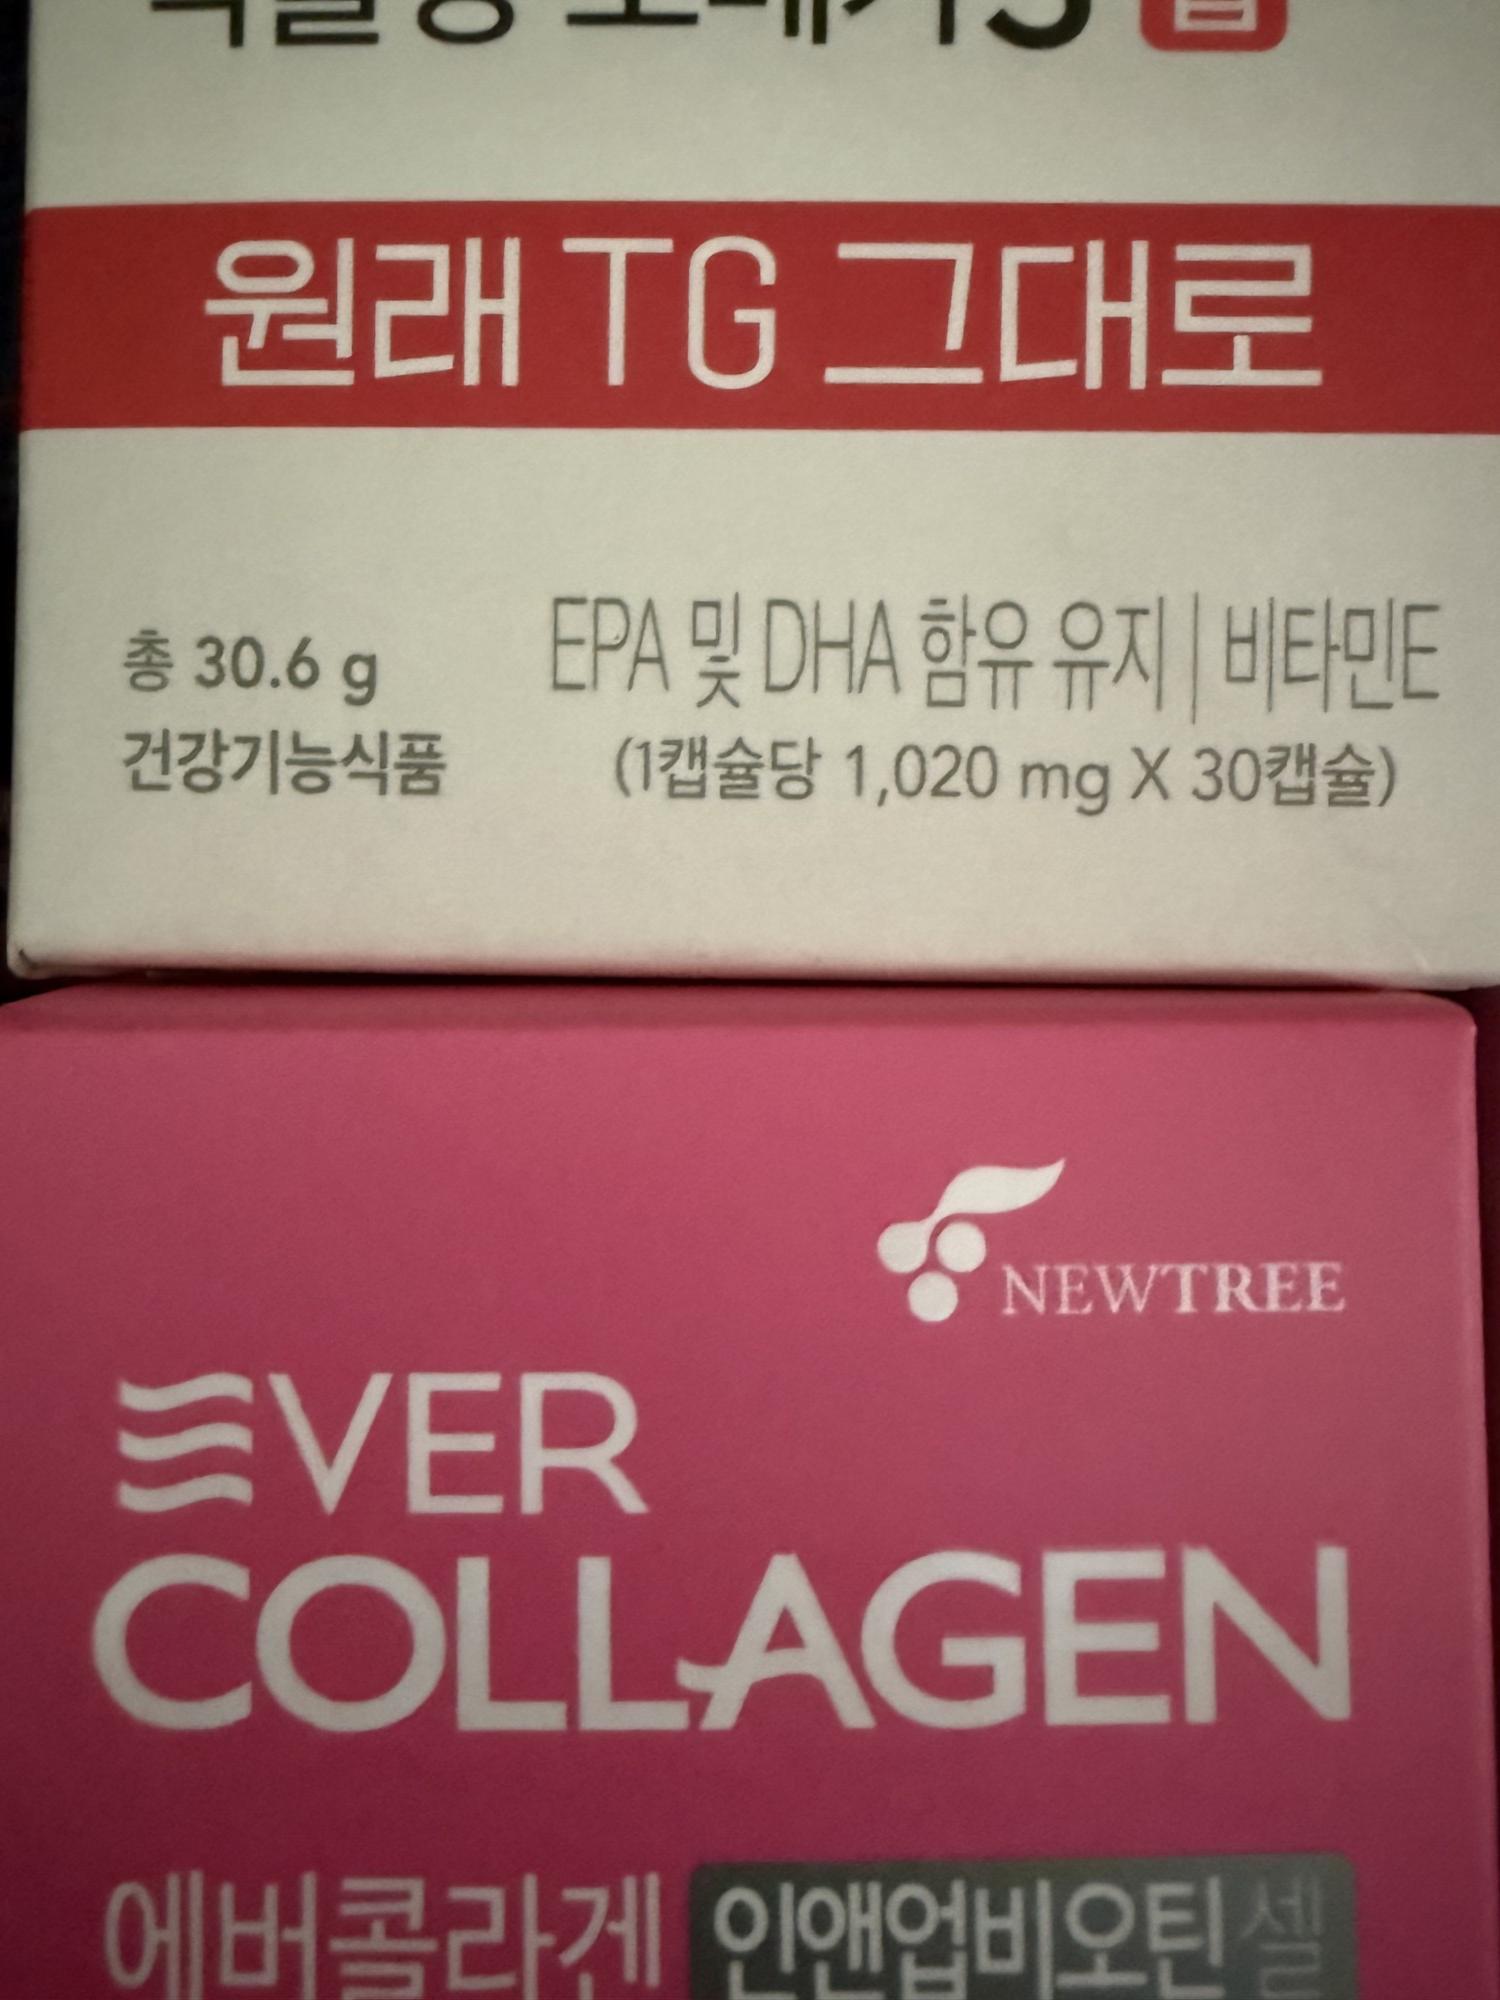 원래 TG 그대로
총 30.6 g
건강기능식품
EPA 및 DHA 함유 유지 | 비타민E
(1캡슐당 1,020 mg X 30캡슐)
NEWTREE
EVER
COLLAGEN
에버콜라겐 인앤업비오틴 셀